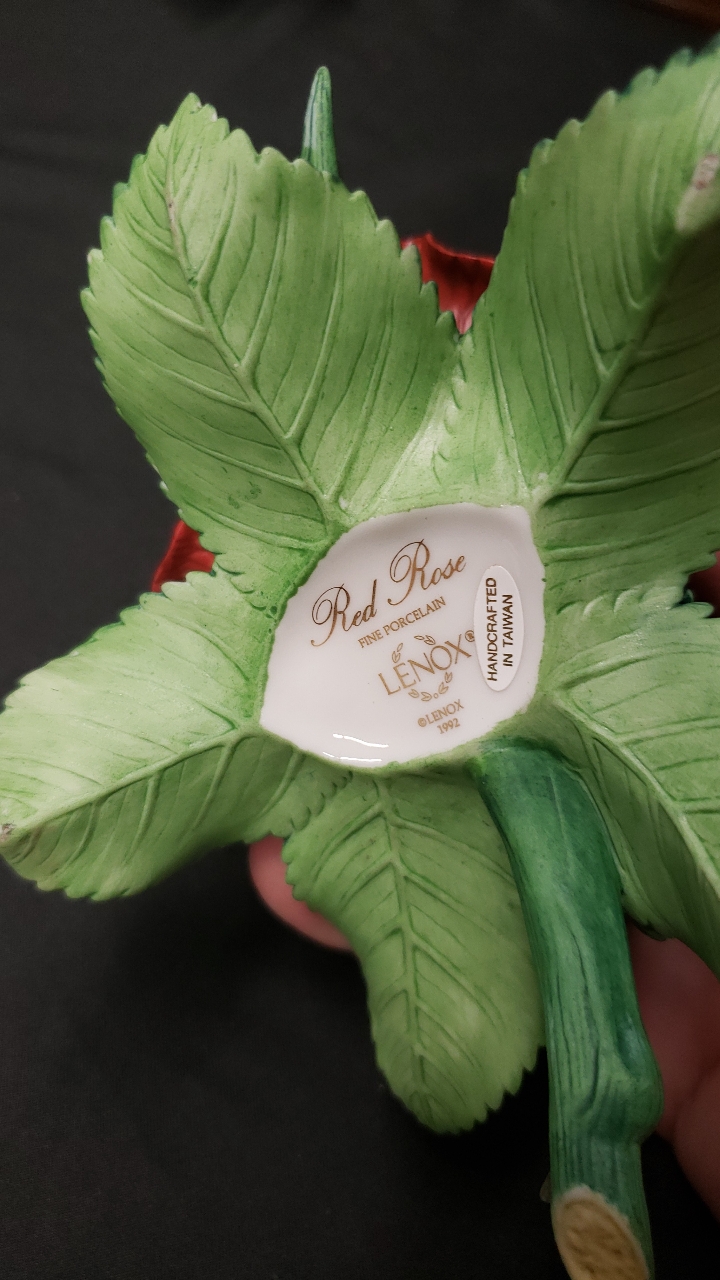 Red Rose
FINE PORCELAIN
LENOX®
©LENOX
1992
HANDCRAFTED
IN TAIWAN